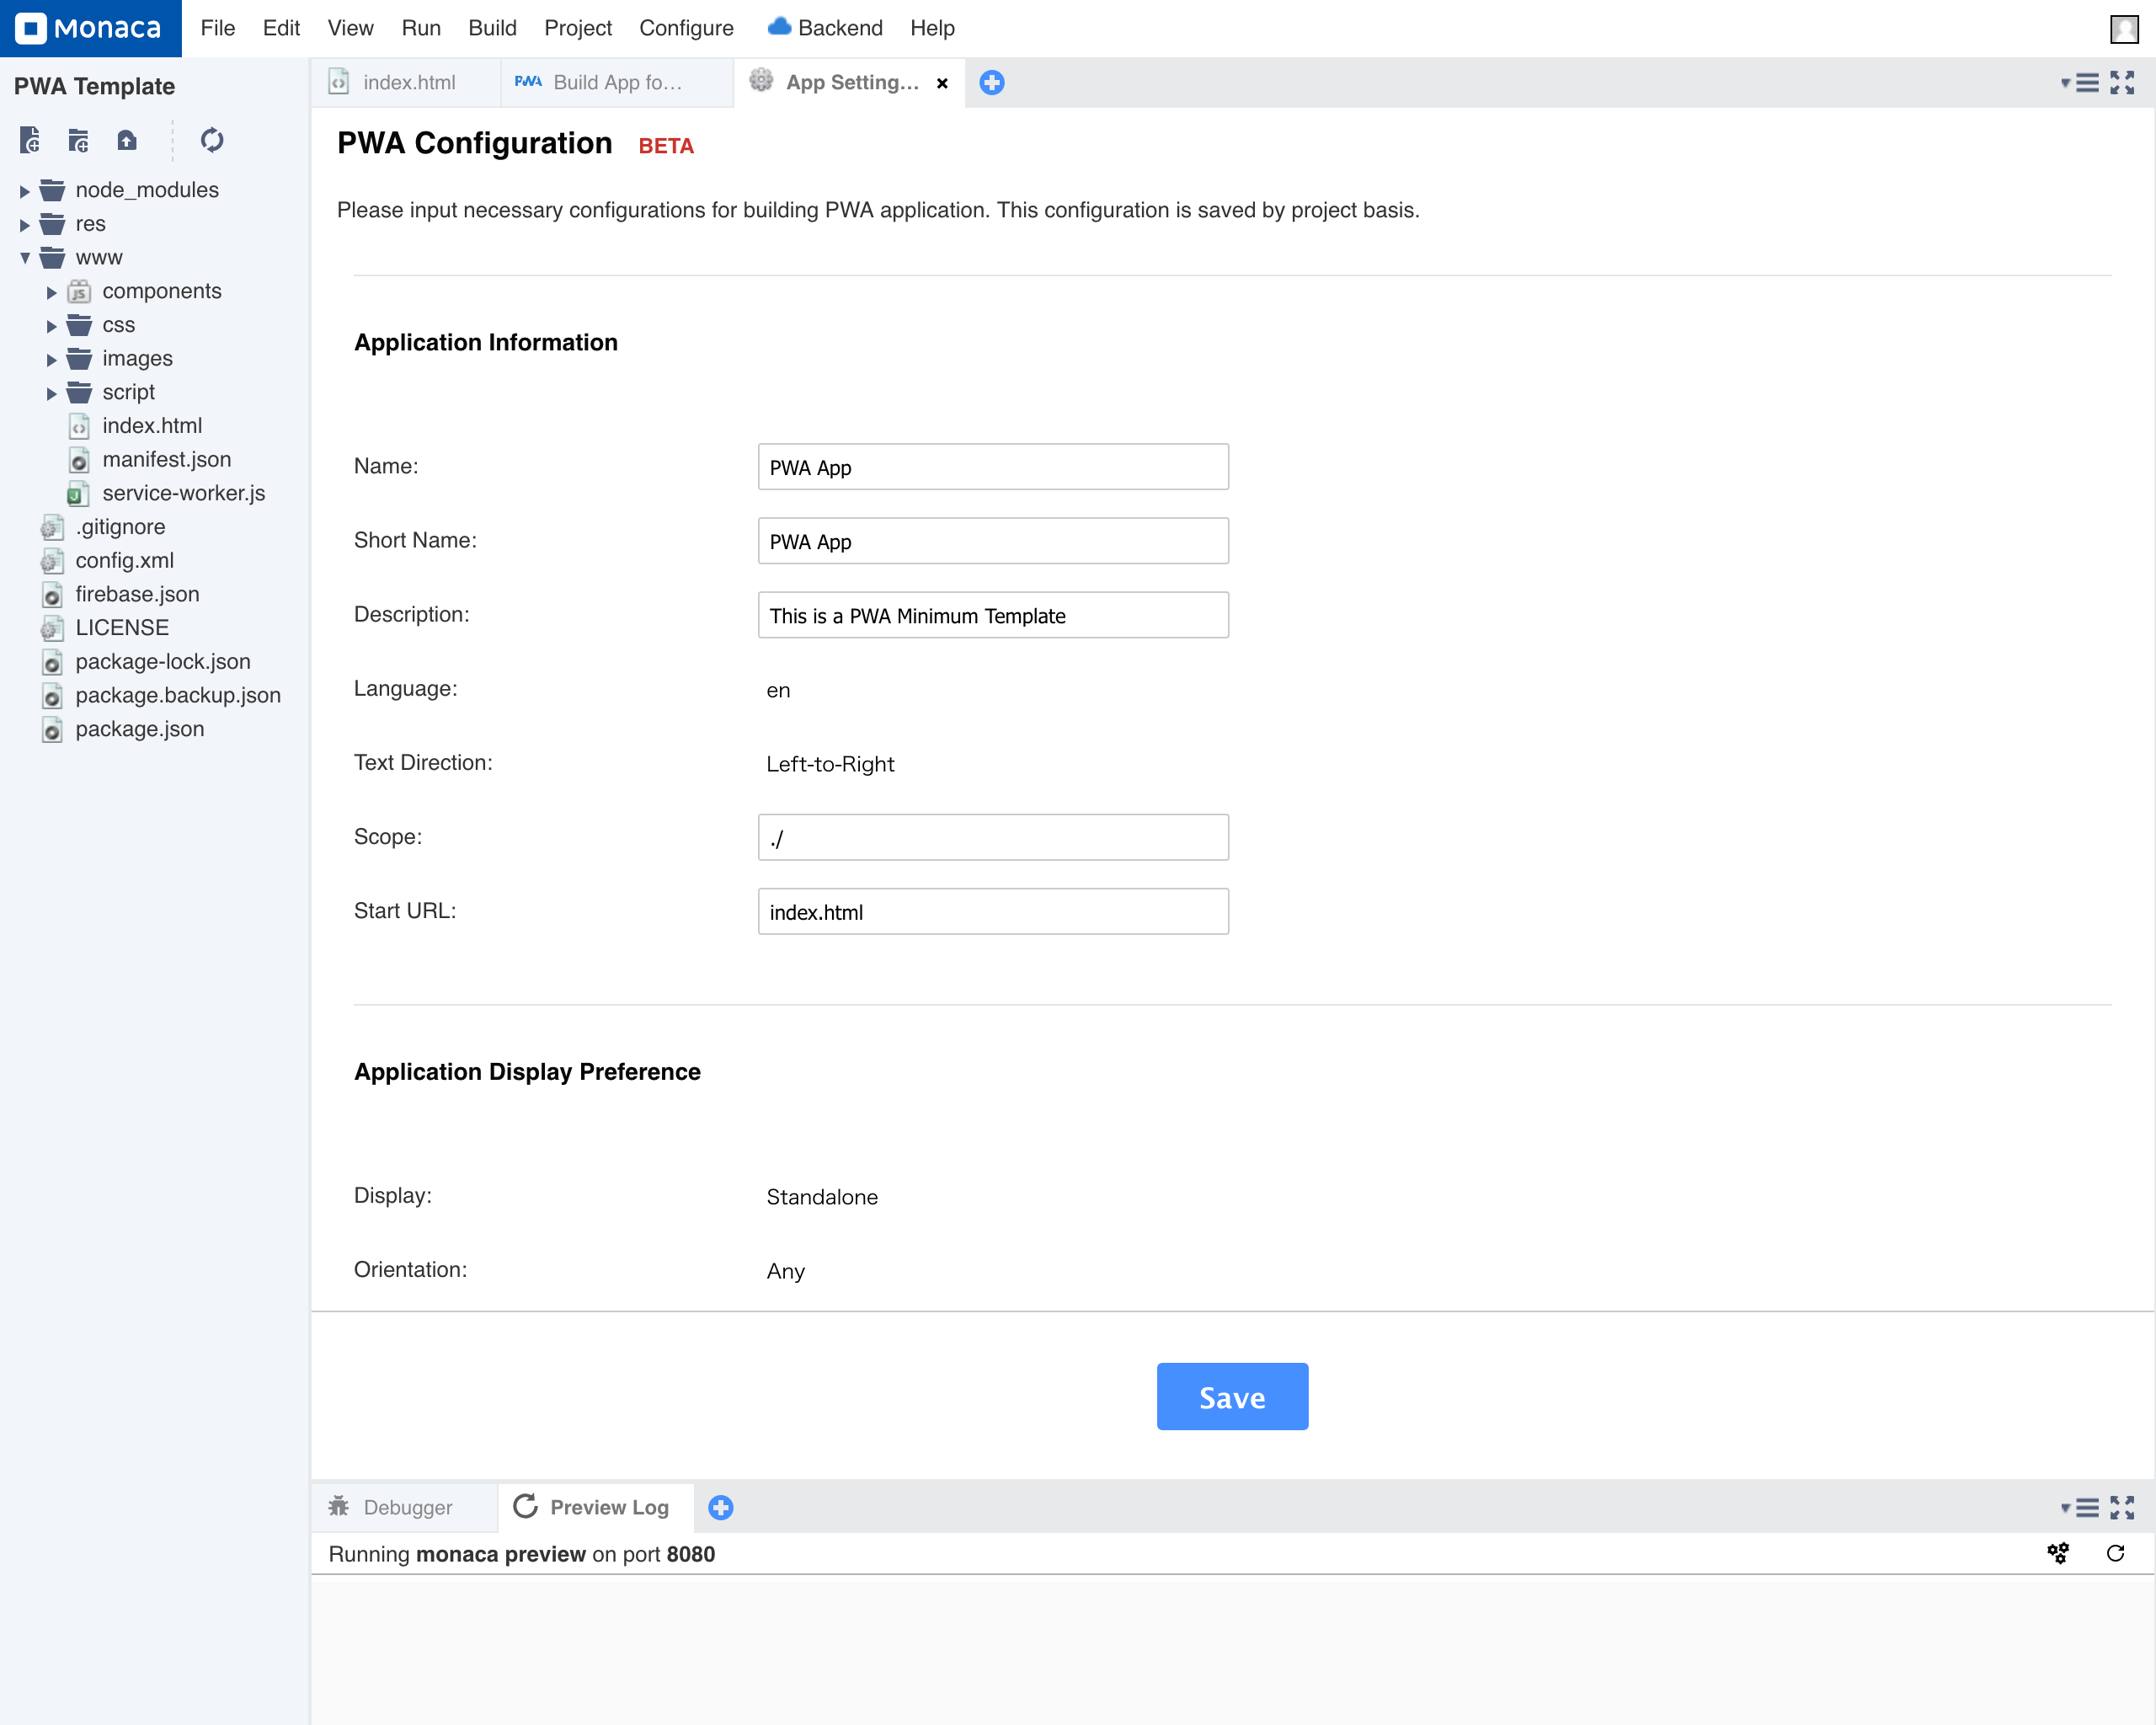 Monaca File Edit View Run Build Project Configure Backend Help
PWA Template
index.html PWA Build App fo... App Setting... ×
node_modules
res
www
components
css
images
script
index.html
manifest.json
service-worker.js
.gitignore
config.xml
firebase.json
LICENSE
package-lock.json
package.backup.json
package.json
PWA Configuration BETA
Please input necessary configurations for building PWA application. This configuration is saved by project basis.
Application Information
Name: PWA App
Short Name: PWA App
Description: This is a PWA Minimum Template
Language: en
Text Direction: Left-to-Right
Scope: ./
Start URL: index.html
Application Display Preference
Display: Standalone
Orientation: Any
Save
Debugger Preview Log
Running monaca preview on port 8080